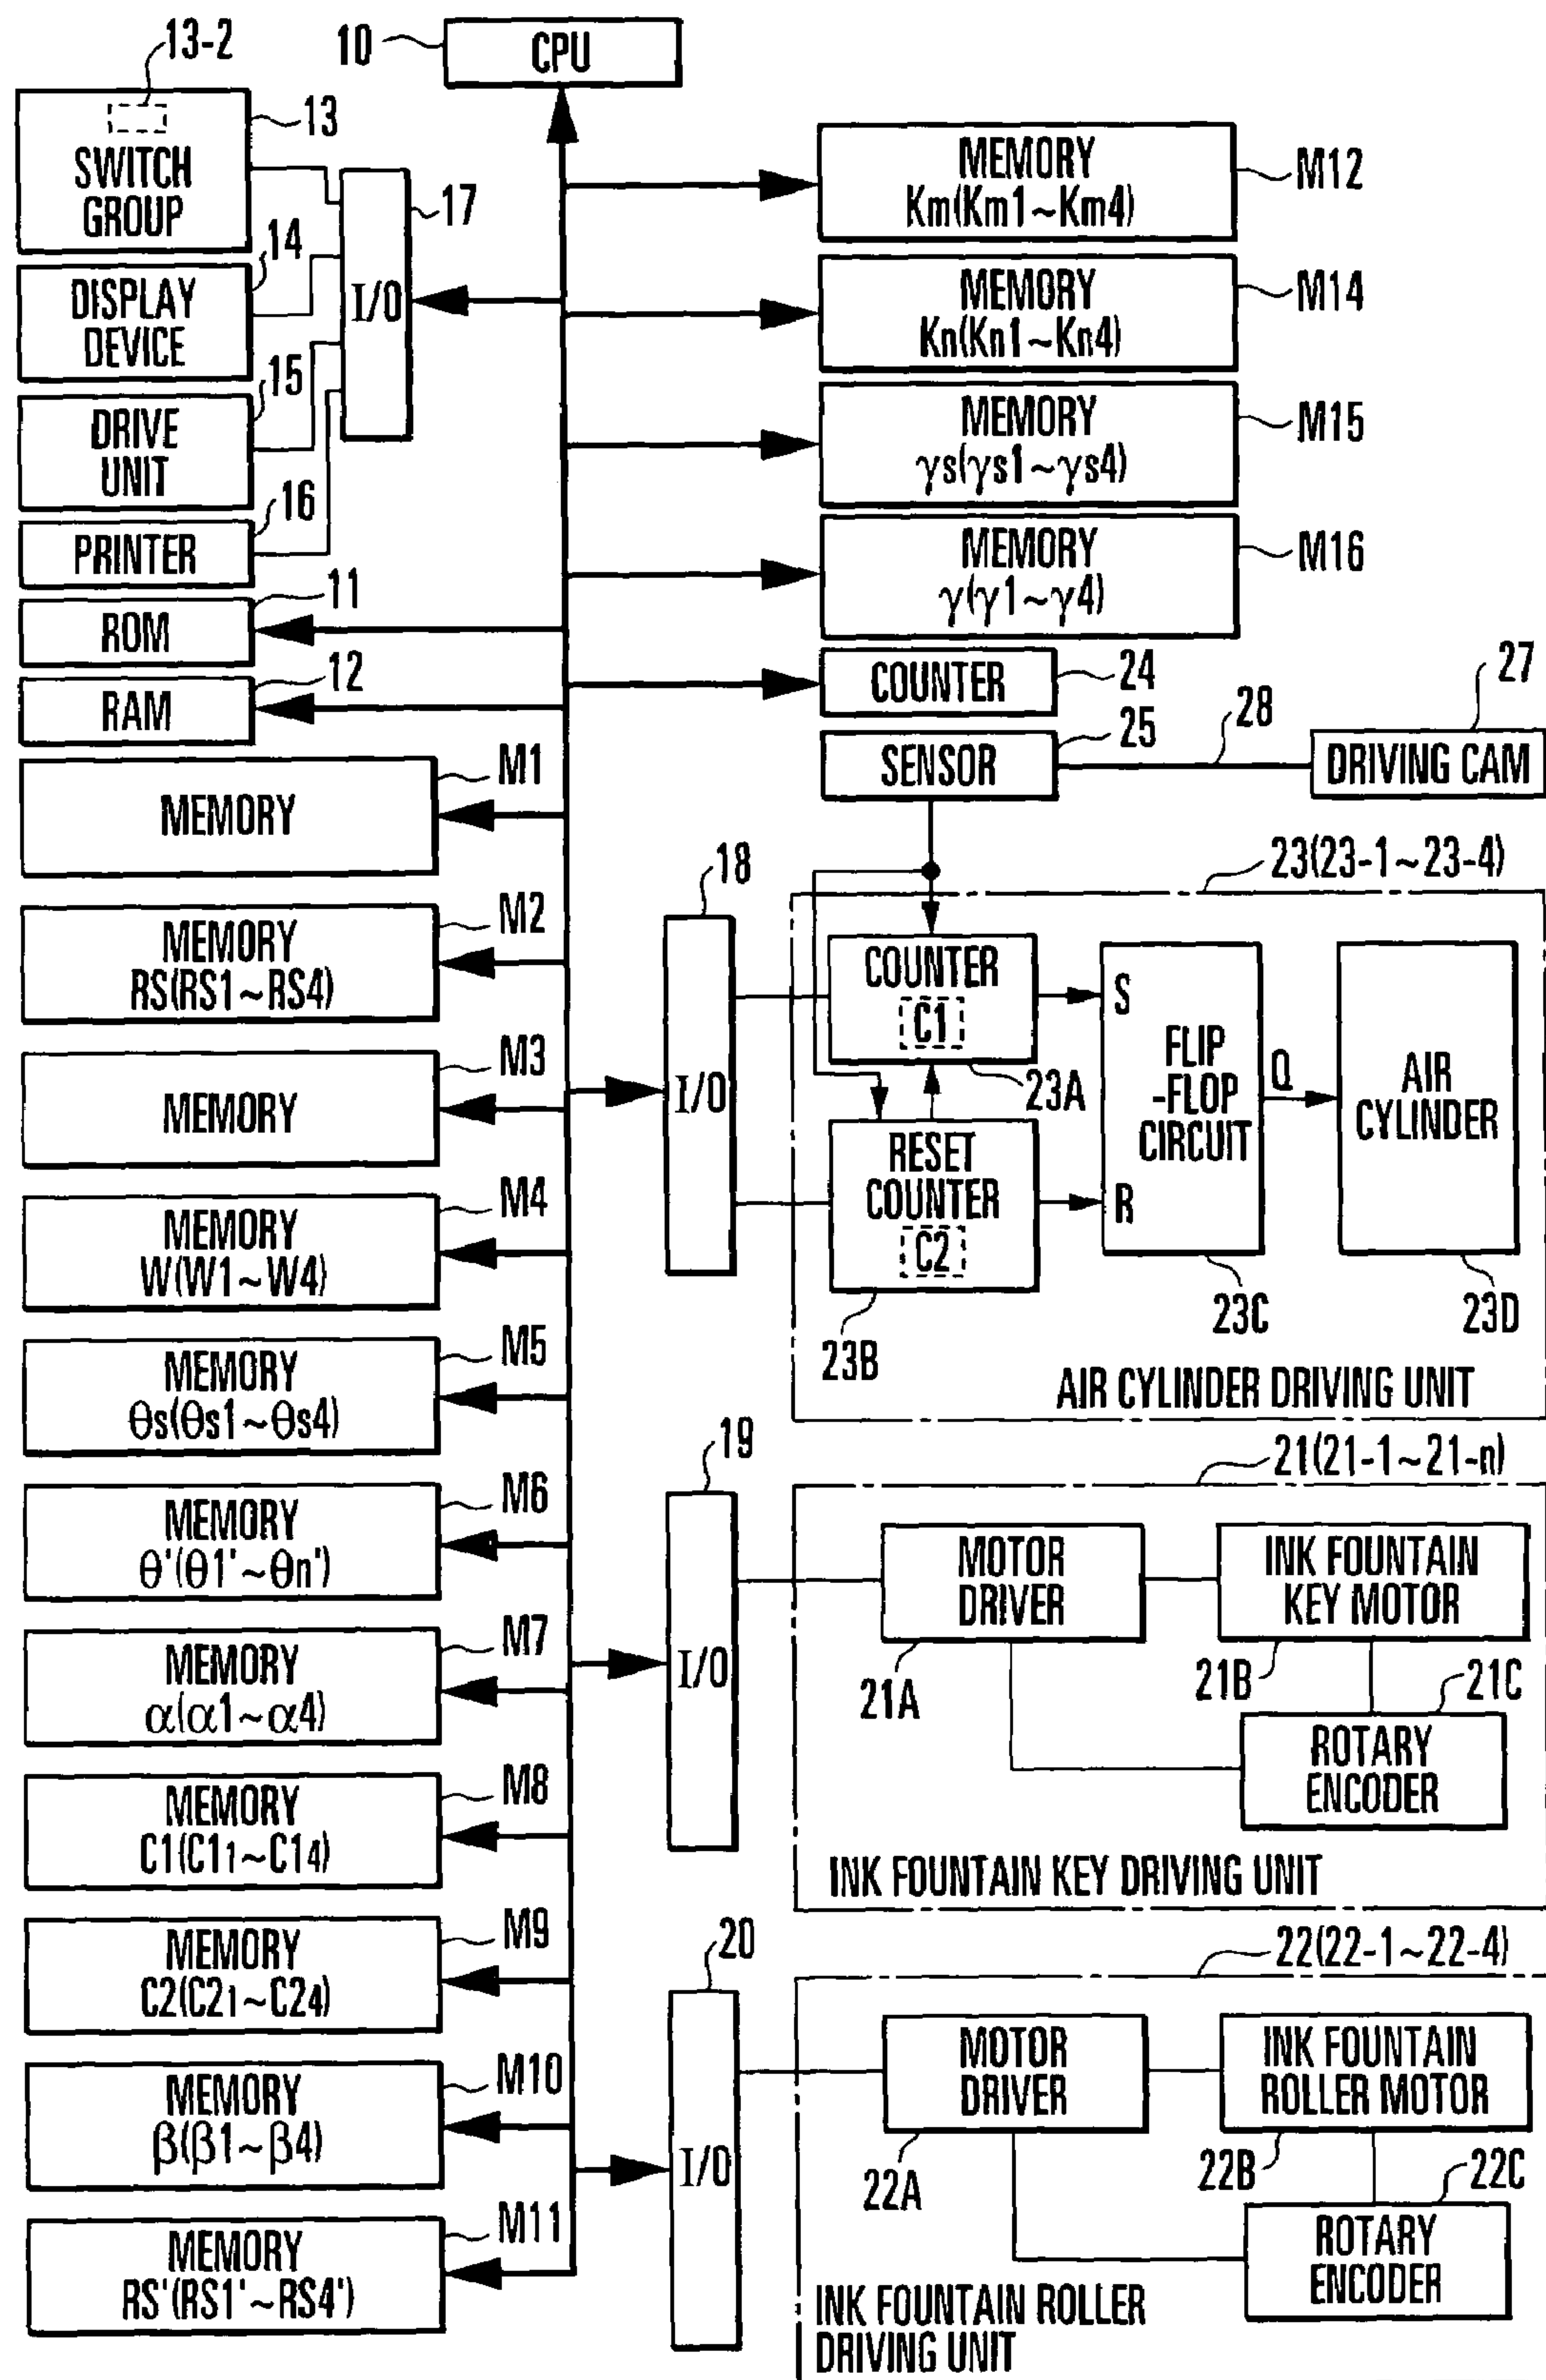 13-2
10
CPU
13
SWITCH
GROUP
17
I/O
14
DISPLAY
DEVICE
15
DRIVE
UNIT
16
PRINTER
11
ROM
12
RAM
M1
MEMORY
M2
MEMORY
RS(RS1~RS4)
M3
MEMORY
M4
MEMORY
W(W1~W4)
M5
MEMORY
θs(θs1~θs4)
M6
MEMORY
θ'(θ1'~θn')
M7
MEMORY
α(α1~α4)
M8
MEMORY
C1(C11~C14)
M9
MEMORY
C2(C21~C24)
M10
MEMORY
β(β1~β4)
M11
MEMORY
RS'(RS1'~RS4')
MEMORY
Km(Km1~Km4)
M12
MEMORY
Kn(Kn1~Kn4)
M14
MEMORY
γs(γs1~γs4)
M15
MEMORY
γ(γ1~γ4)
M16
COUNTER
24
SENSOR
25
28
27
DRIVING CAM
18
I/O
23(23-1~23-4)
COUNTER
C1
23A
RESET
COUNTER
C2
23B
S
R
FLIP
-FLOP
CIRCUIT
Q
23C
AIR
CYLINDER
23D
AIR CYLINDER DRIVING UNIT
19
I/O
21(21-1~21-n)
MOTOR
DRIVER
21A
INK FOUNTAIN
KEY MOTOR
21B
21C
ROTARY
ENCODER
INK FOUNTAIN KEY DRIVING UNIT
20
I/O
22(22-1~22-4)
MOTOR
DRIVER
22A
INK FOUNTAIN
ROLLER MOTOR
22B
22C
ROTARY
ENCODER
INK FOUNTAIN ROLLER
DRIVING UNIT